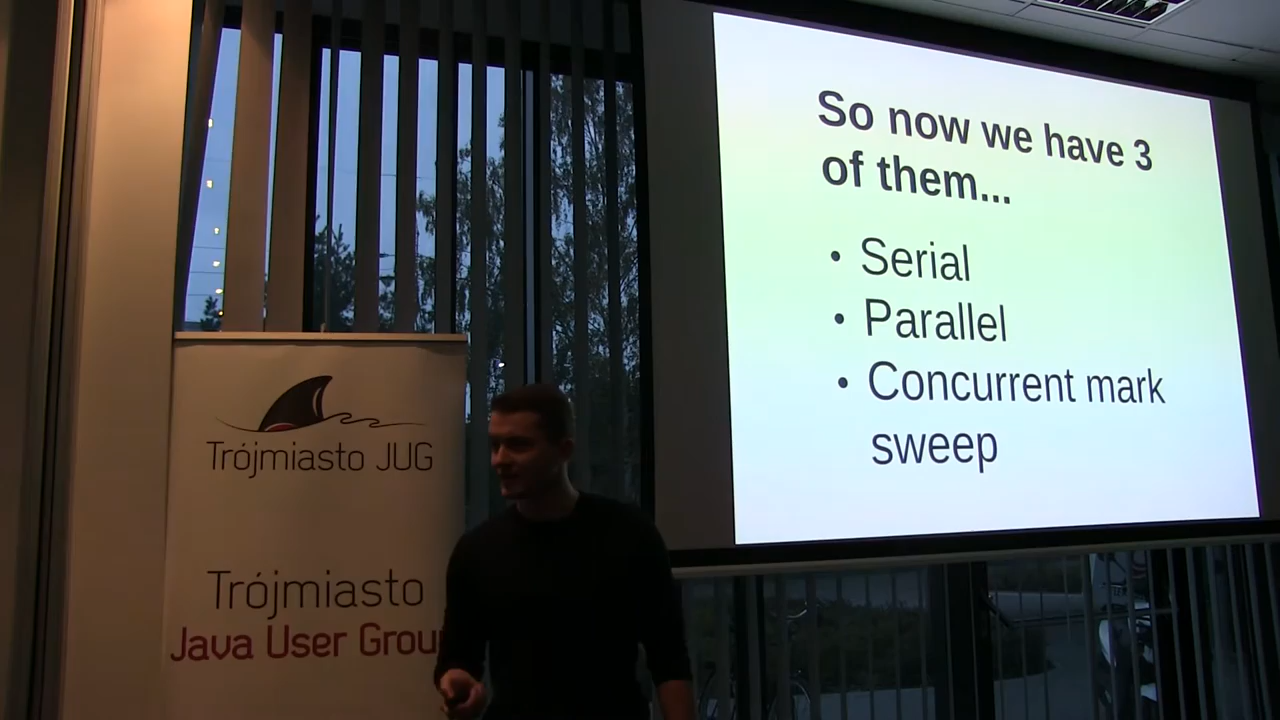 So now we have 3
of them...
• Serial
• Parallel
• Concurrent mark
sweep
Trójmiasto JUG
Trójmiasto
Java User Grou